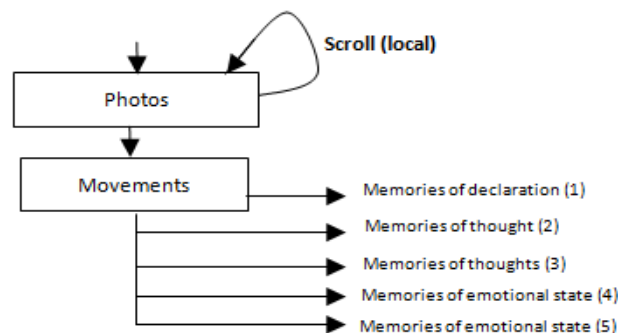 Scroll (local)
Photos
Movements
Memories of declaration (1)
Memories of thought (2)
Memories of thoughts (3)
Memories of emotional state (4)
Memories of emotional state (5)